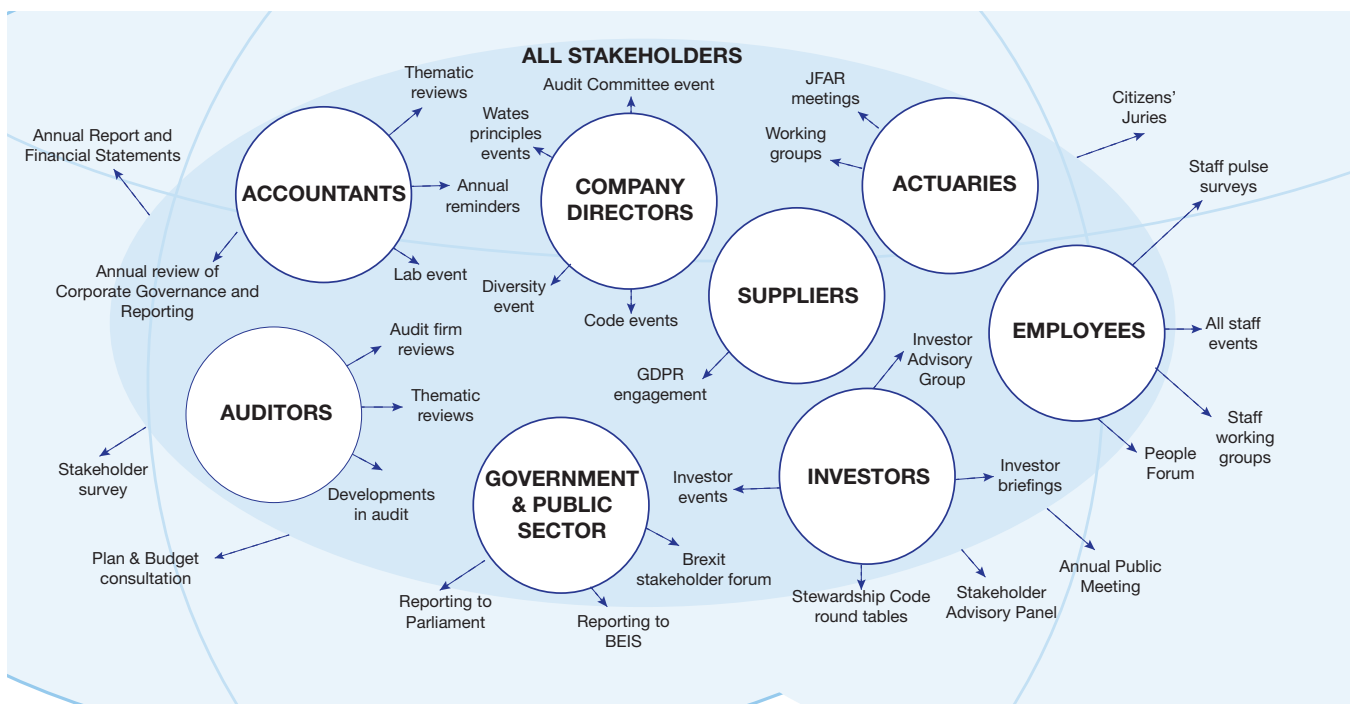 ALL STAKEHOLDERS
Annual Report and
Financial Statements
Thematic
reviews
ACCOUNTANTS
Annual
reminders
Lab event
Annual review of
Corporate Governance and
Reporting
Audit Committee event
Wates
principles
events
COMPANY
DIRECTORS
Diversity
event
Code events
JFAR
meetings
Working
groups
ACTUARIES
Citizens’
Juries
SUPPLIERS
GDPR
engagement
Staff pulse
surveys
EMPLOYEES
All staff
events
Staff
working
groups
People
Forum
AUDITORS
Audit firm
reviews
Thematic
reviews
Developments
in audit
Stakeholder
survey
Plan & Budget
consultation
GOVERNMENT
& PUBLIC
SECTOR
Brexit
stakeholder forum
Reporting to
Parliament
Reporting to
BEIS
Investor
Advisory
Group
INVESTORS
Investor
events
Investor
briefings
Stewardship Code
round tables
Stakeholder
Advisory Panel
Annual Public
Meeting